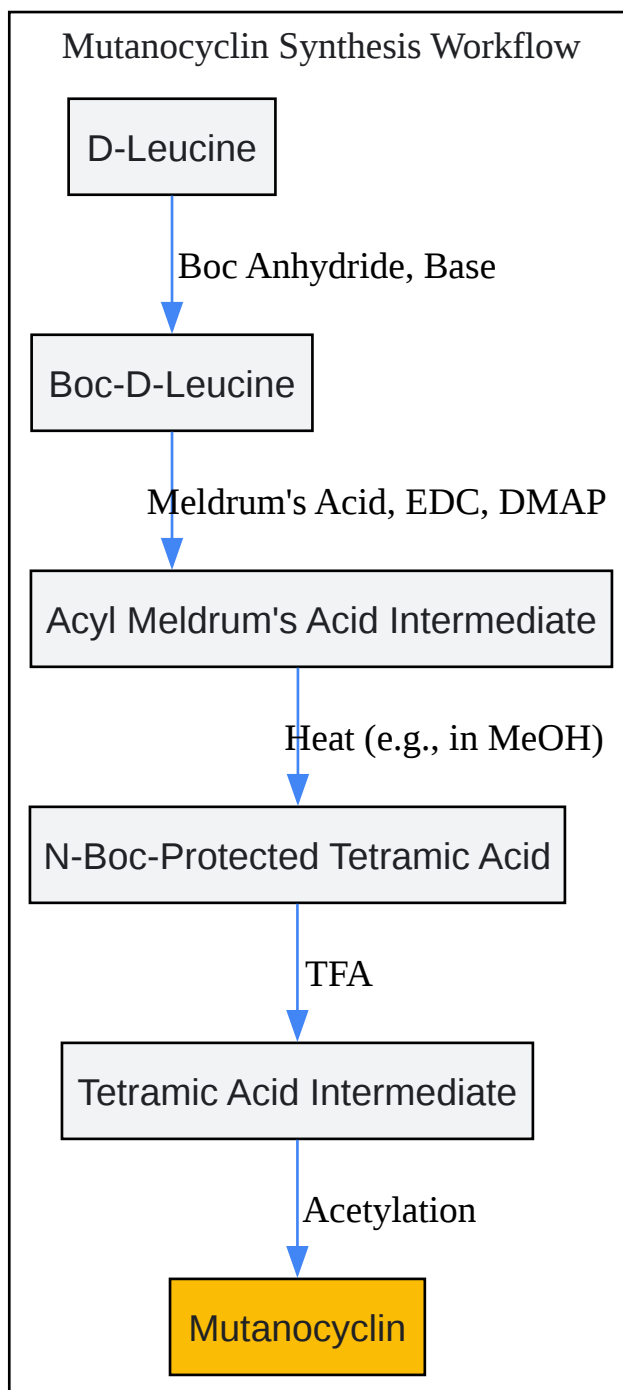 Mutanocyclin Synthesis Workflow
D-Leucine
Boc Anhydride, Base
Boc-D-Leucine
Meldrum's Acid, EDC, DMAP
Acyl Meldrum's Acid Intermediate
Heat (e.g., in MeOH)
N-Boc-Protected Tetramic Acid
TFA
Tetramic Acid Intermediate
Acetylation
Mutanocyclin